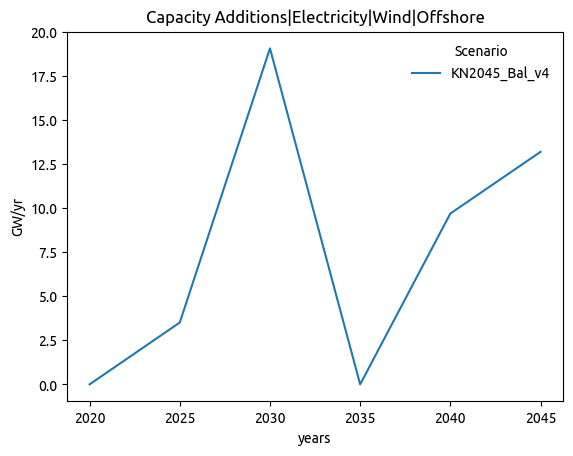 Capacity Additions|Electricity|Wind|Offshore
Scenario
KN2045_Bal_v4
GW/yr
20.0
17.5
15.0
12.5
10.0
7.5
5.0
2.5
0.0
2020 2025 2030 2035 2040 2045
years